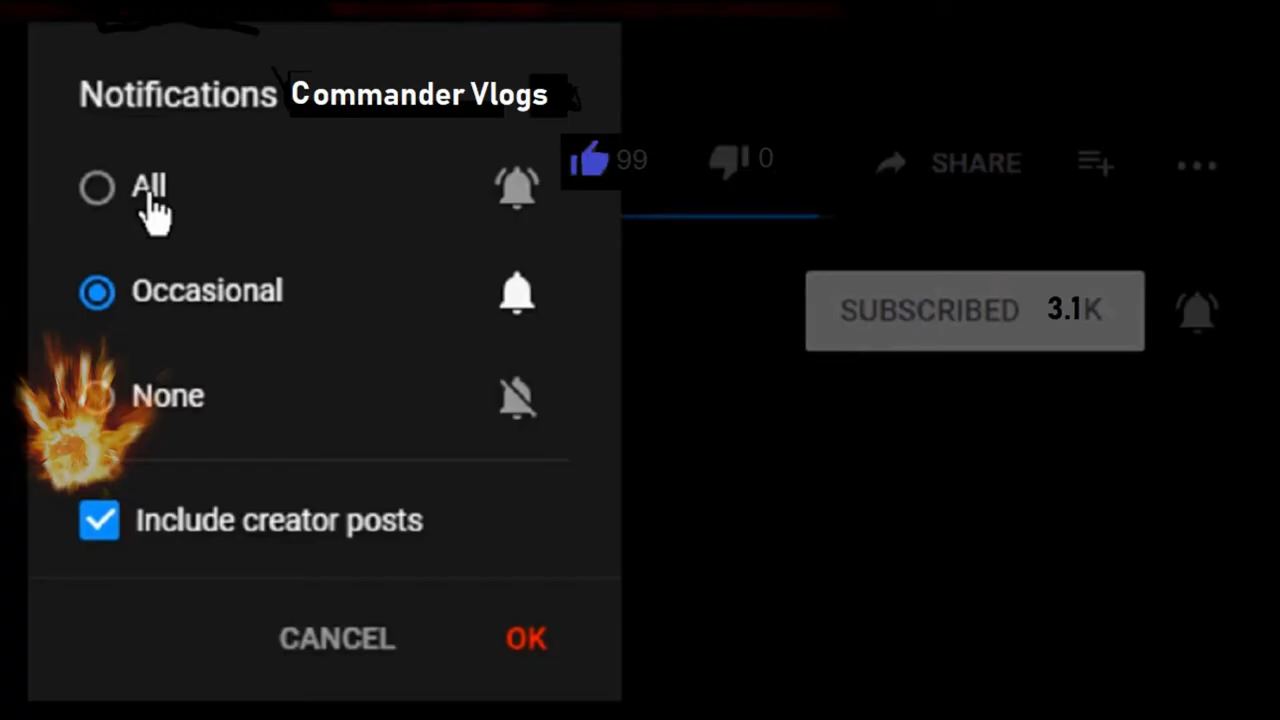 Notifications Commander Vlogs
All
Occasional
None
Include creator posts
CANCEL OK
99 0 SHARE
SUBSCRIBED 3.1K